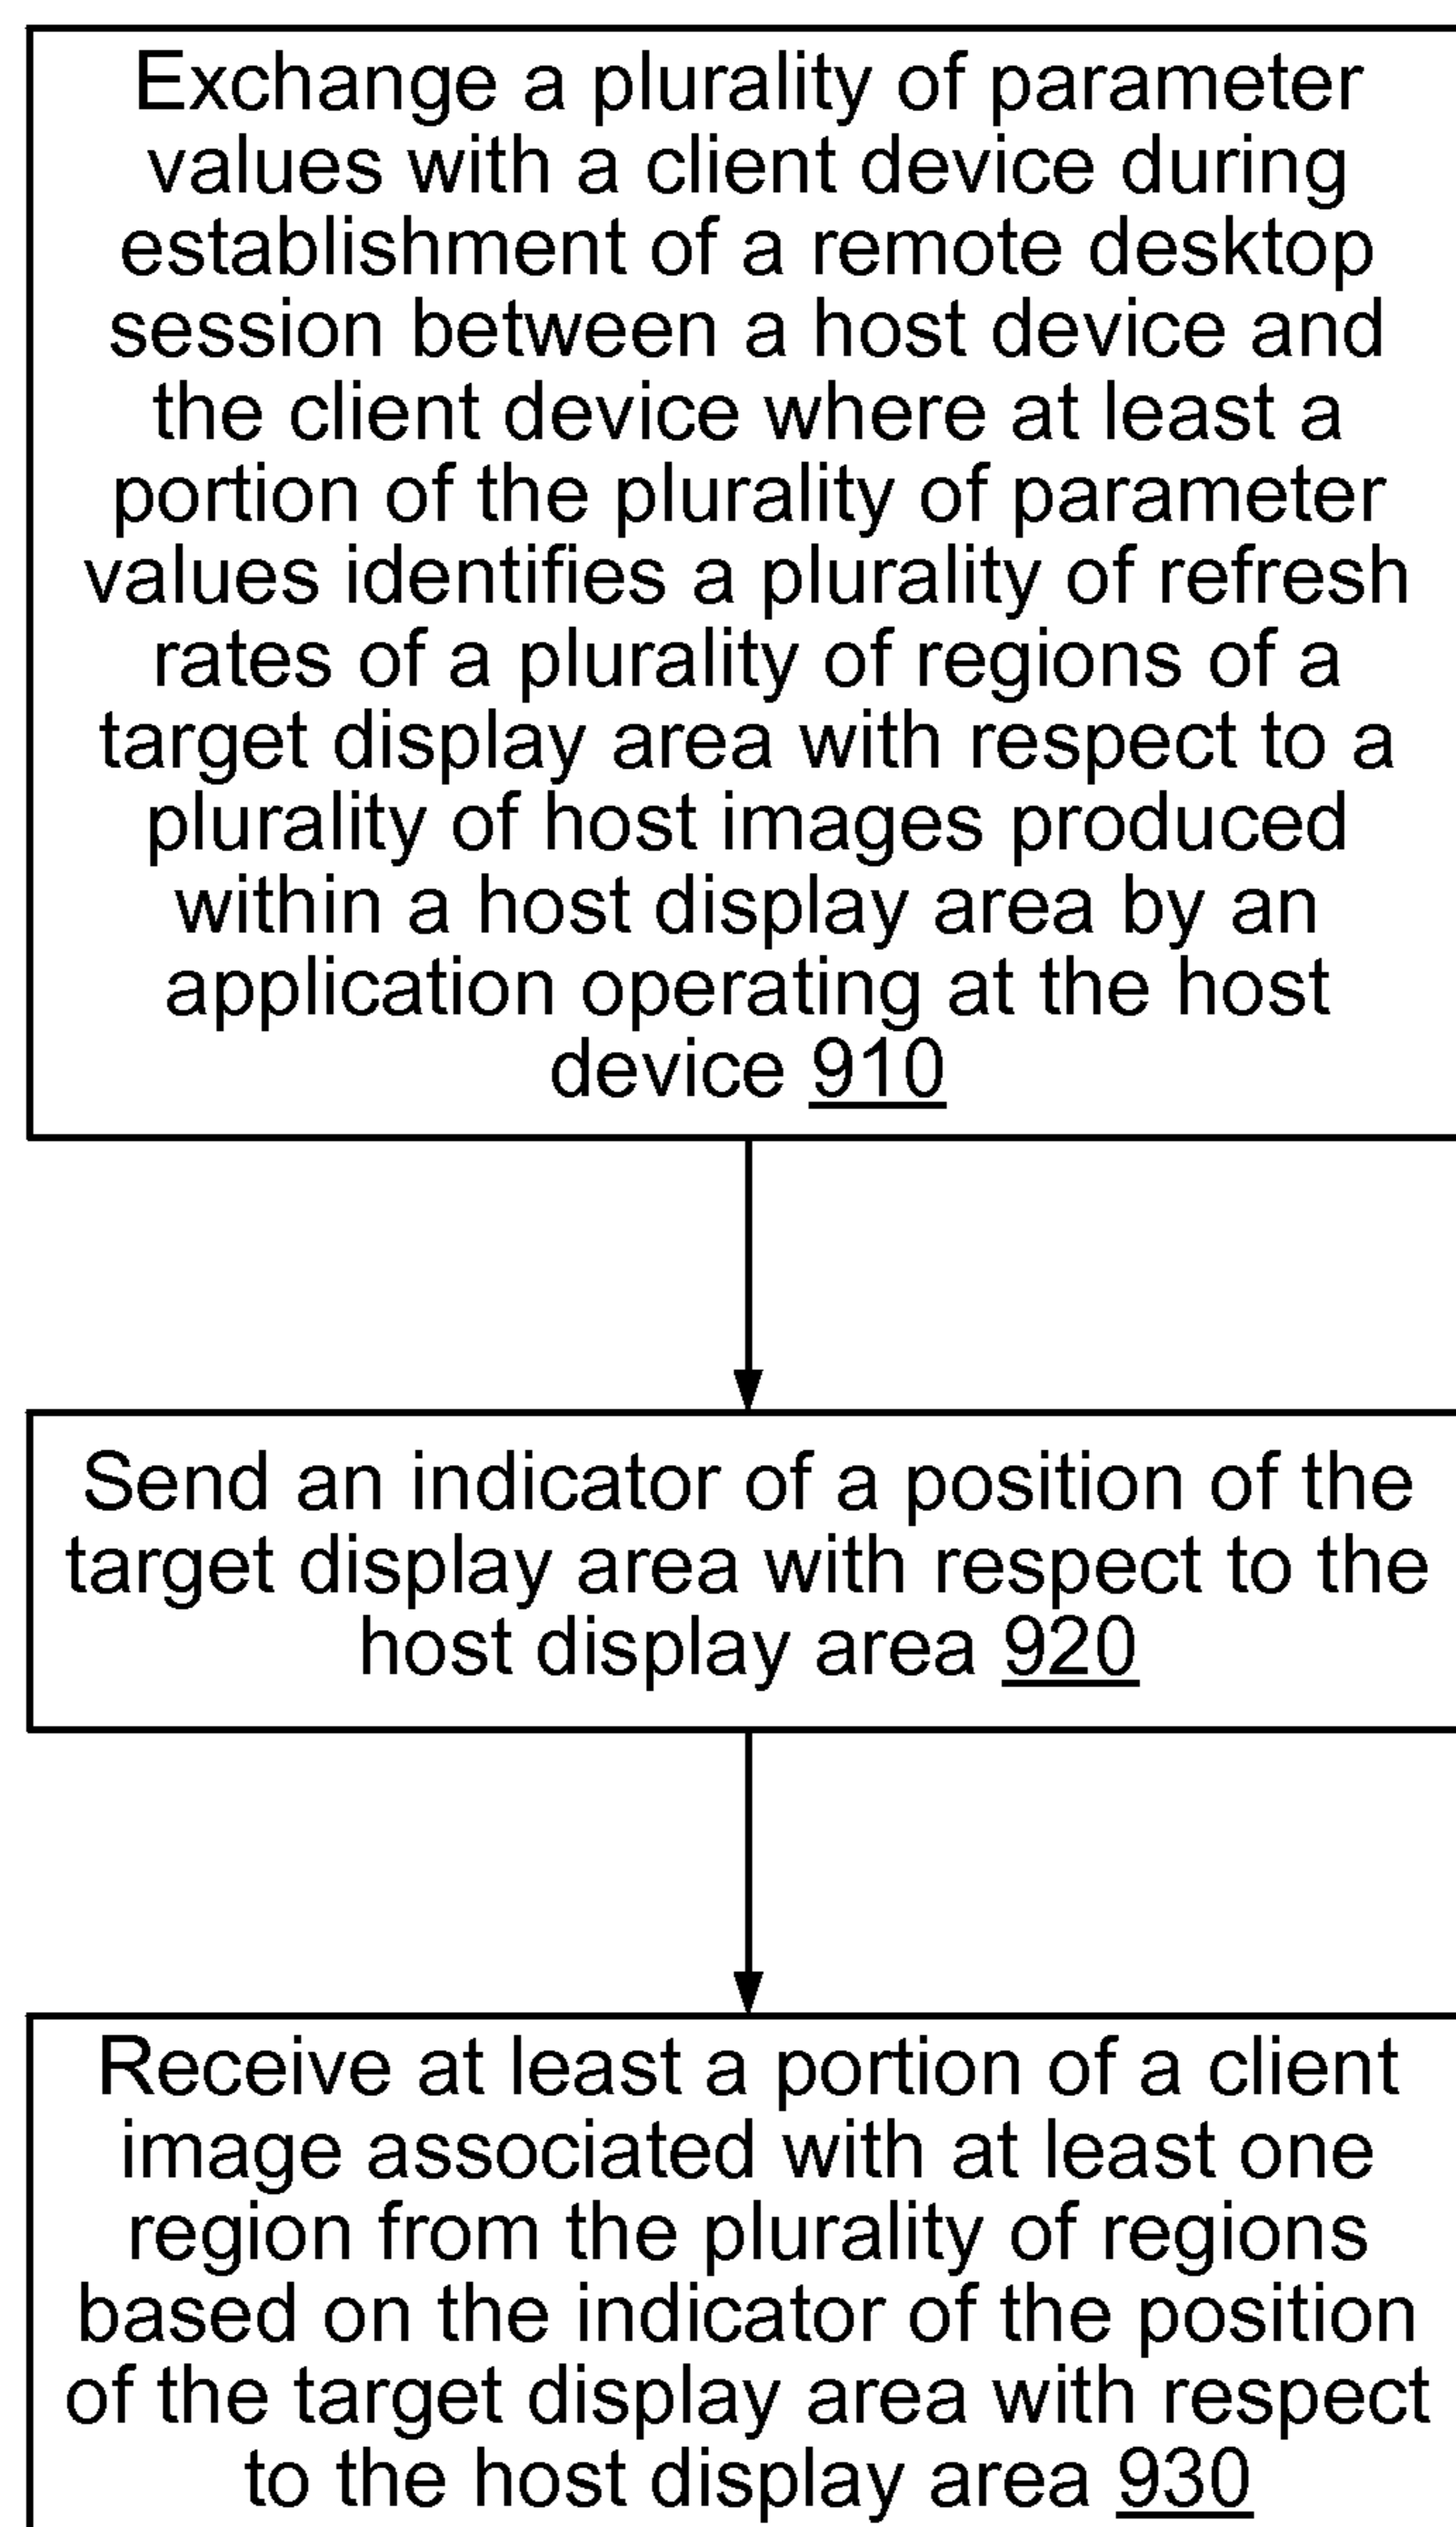 Exchange a plurality of parameter
values with a client device during
establishment of a remote desktop
session between a host device and
the client device where at least a
portion of the plurality of parameter
values identifies a plurality of refresh
rates of a plurality of regions of a
target display area with respect to a
plurality of host images produced
within a host display area by an
application operating at the host
device 910
Send an indicator of a position of the
target display area with respect to the
host display area 920
Receive at least a portion of a client
image associated with at least one
region from the plurality of regions
based on the indicator of the position
of the target display area with respect
to the host display area 930